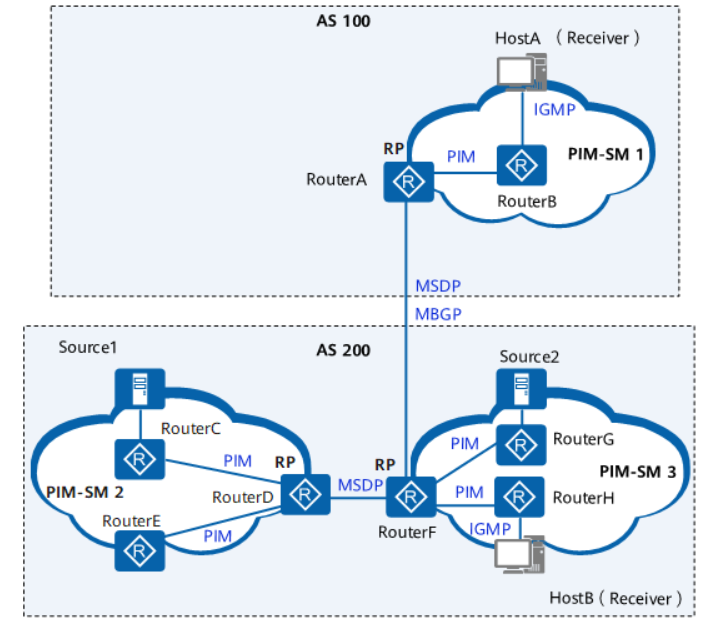 AS 100
HostA (Receiver)
IGMP
RP
PIM
PIM-SM 1
RouterA
R
R
RouterB
MSDP
MBGP
AS 200
Source1
Source2
RouterC
PIM
RouterG
R
R
PIM
RP
RP
PIM-SM 3
PIM-SM 2
RouterD
MSDP
PIM
RouterH
R
R
R
RouterE
PIM
RouterF
IGMP
R
HostB (Receiver)